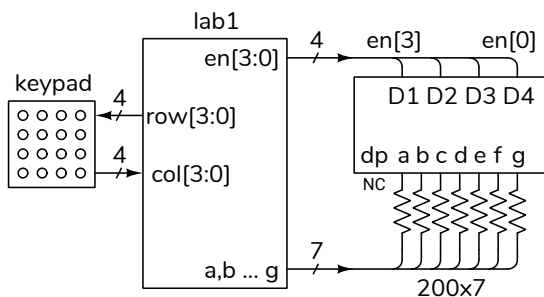 lab1
keypad
4
row[3:0]
4
col[3:0]
en[3:0]
4
en[3]
en[0]
D1 D2 D3 D4
dp a b c d e f g
NC
a,b ... g
7
200x7